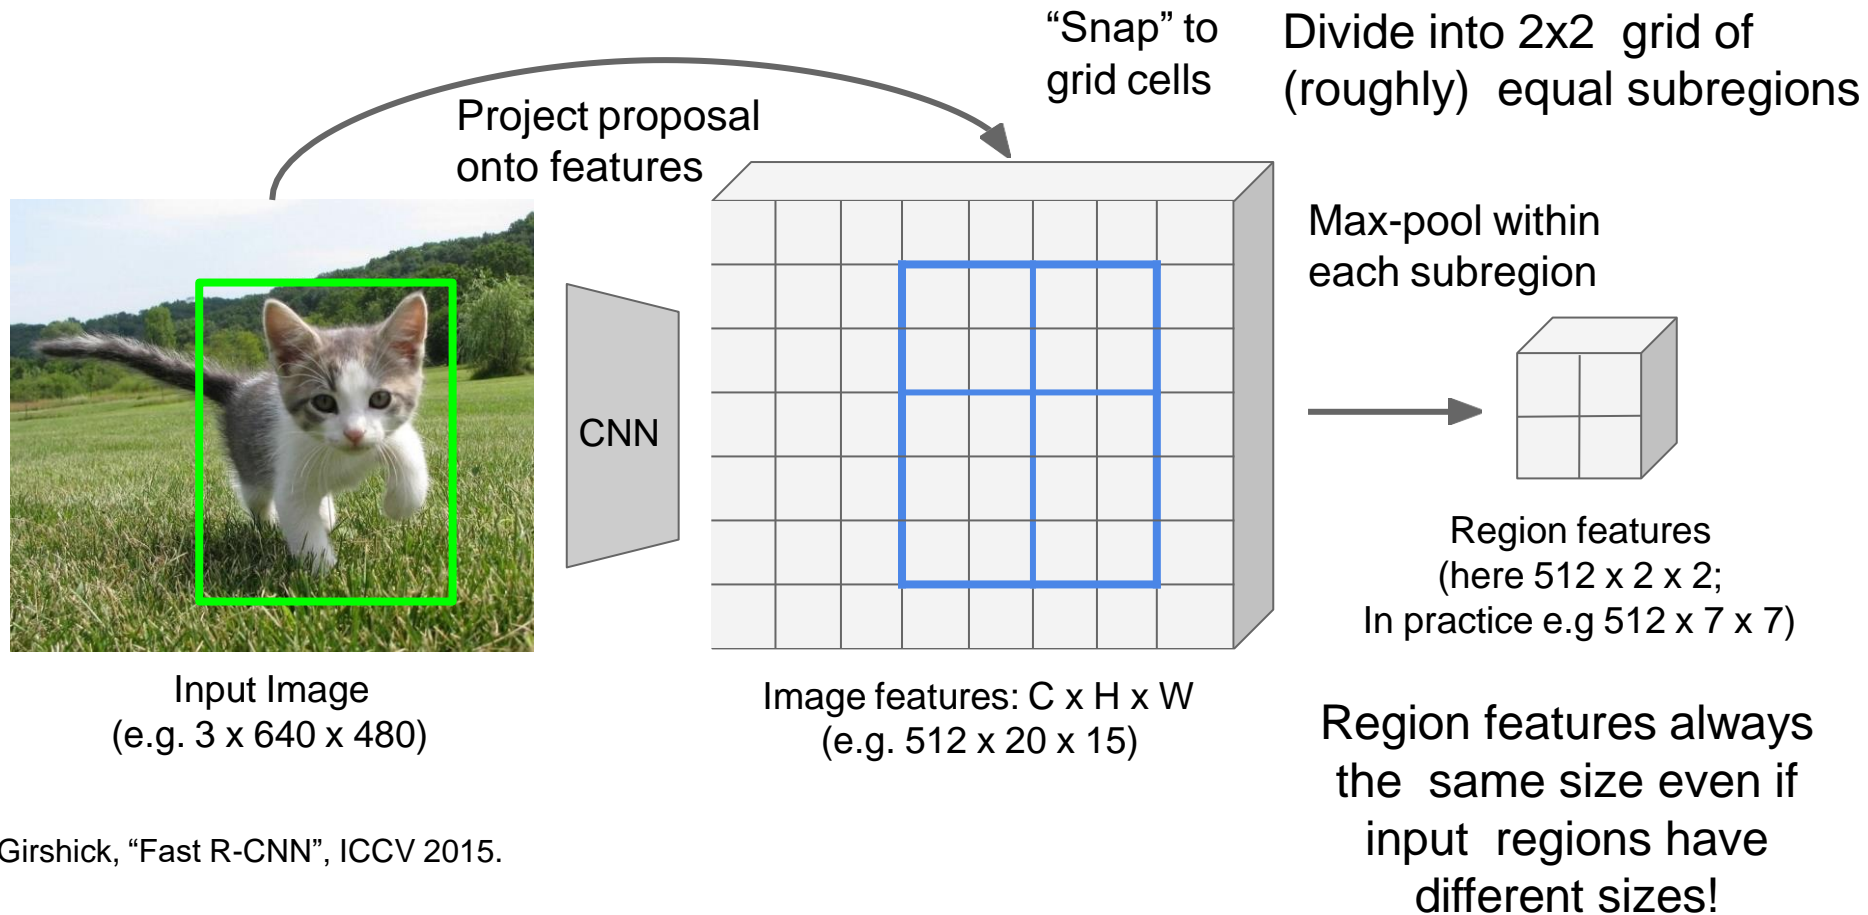 “Snap” to
grid cells
Divide into 2x2 grid of
(roughly) equal subregions
Project proposal
onto features
CNN
Max-pool within
each subregion
Input Image
(e.g. 3 x 640 x 480)
Image features: C x H x W
(e.g. 512 x 20 x 15)
Region features
(here 512 x 2 x 2;
In practice e.g 512 x 7 x 7)
Region features always
the same size even if
input regions have
different sizes!
Girshick, “Fast R-CNN”, ICCV 2015.